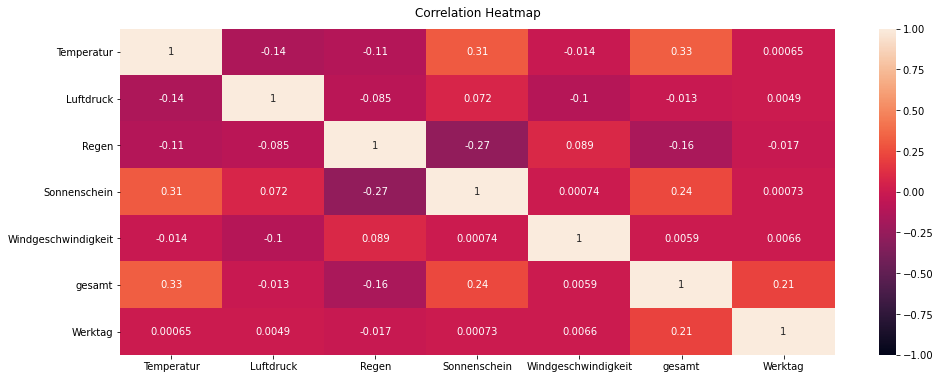 Correlation Heatmap
Temperatur 1 -0.14 -0.11 0.31 -0.014 0.33 0.00065
Luftdruck -0.14 1 -0.085 0.072 -0.1 -0.013 0.0049
Regen -0.11 -0.085 1 -0.27 0.089 -0.16 -0.017
Sonnenschein 0.31 0.072 -0.27 1 0.00074 0.24 0.00073
Windgeschwindigkeit -0.014 -0.1 0.089 0.00074 1 0.0059 0.0066
gesamt 0.33 -0.013 -0.16 0.24 0.0059 1 0.21
Werktag 0.00065 0.0049 -0.017 0.00073 0.0066 0.21 1
Temperatur Luftdruck Regen Sonnenschein Windgeschwindigkeit gesamt Werktag
1.00
0.75
0.50
0.25
0.00
−0.25
−0.50
−0.75
−1.00